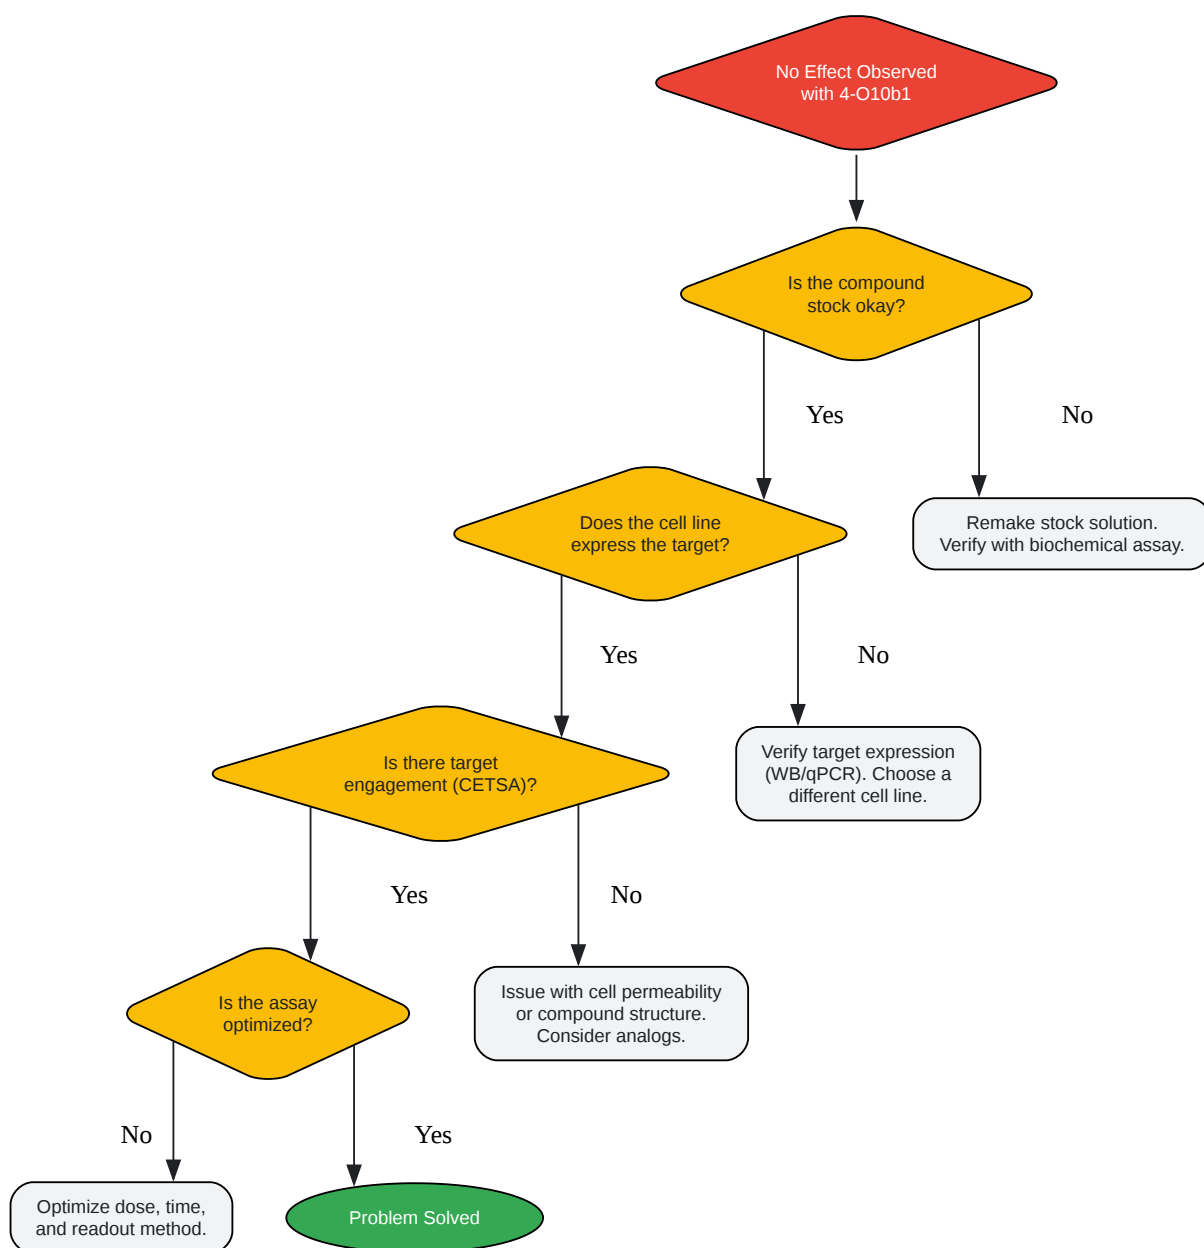 No Effect Observed
with 4-O10b1
Is the compound
stock okay?
Yes
No
Does the cell line
express the target?
Remake stock solution.
Verify with biochemical assay.
Yes
No
Is there target
engagement (CETSA)?
Verify target expression
(WB/qPCR). Choose a
different cell line.
Yes
No
Is the assay
optimized?
Issue with cell permeability
or compound structure.
Consider analogs.
No
Yes
Optimize dose, time,
and readout method.
Problem Solved